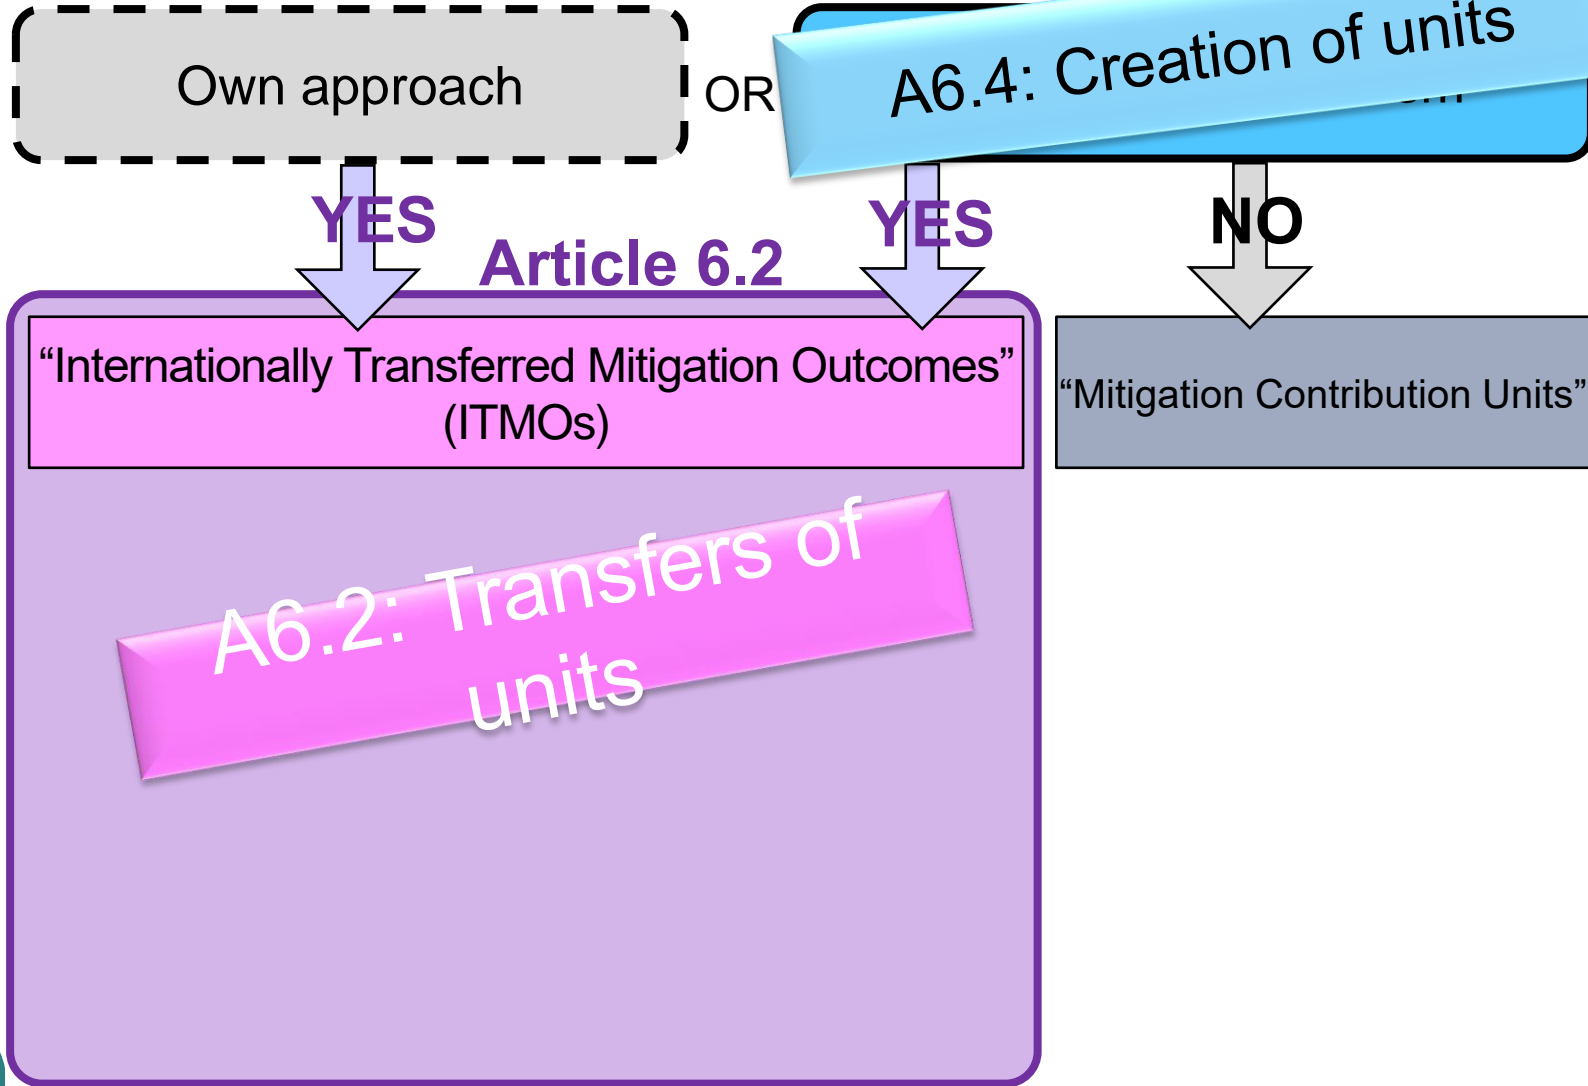 Own approach
OR
A6.4: Creation of units
YES
YES
NO
Article 6.2
“Internationally Transferred Mitigation Outcomes”
(ITMOs)
“Mitigation Contribution Units”
A6.2: Transfers of
units